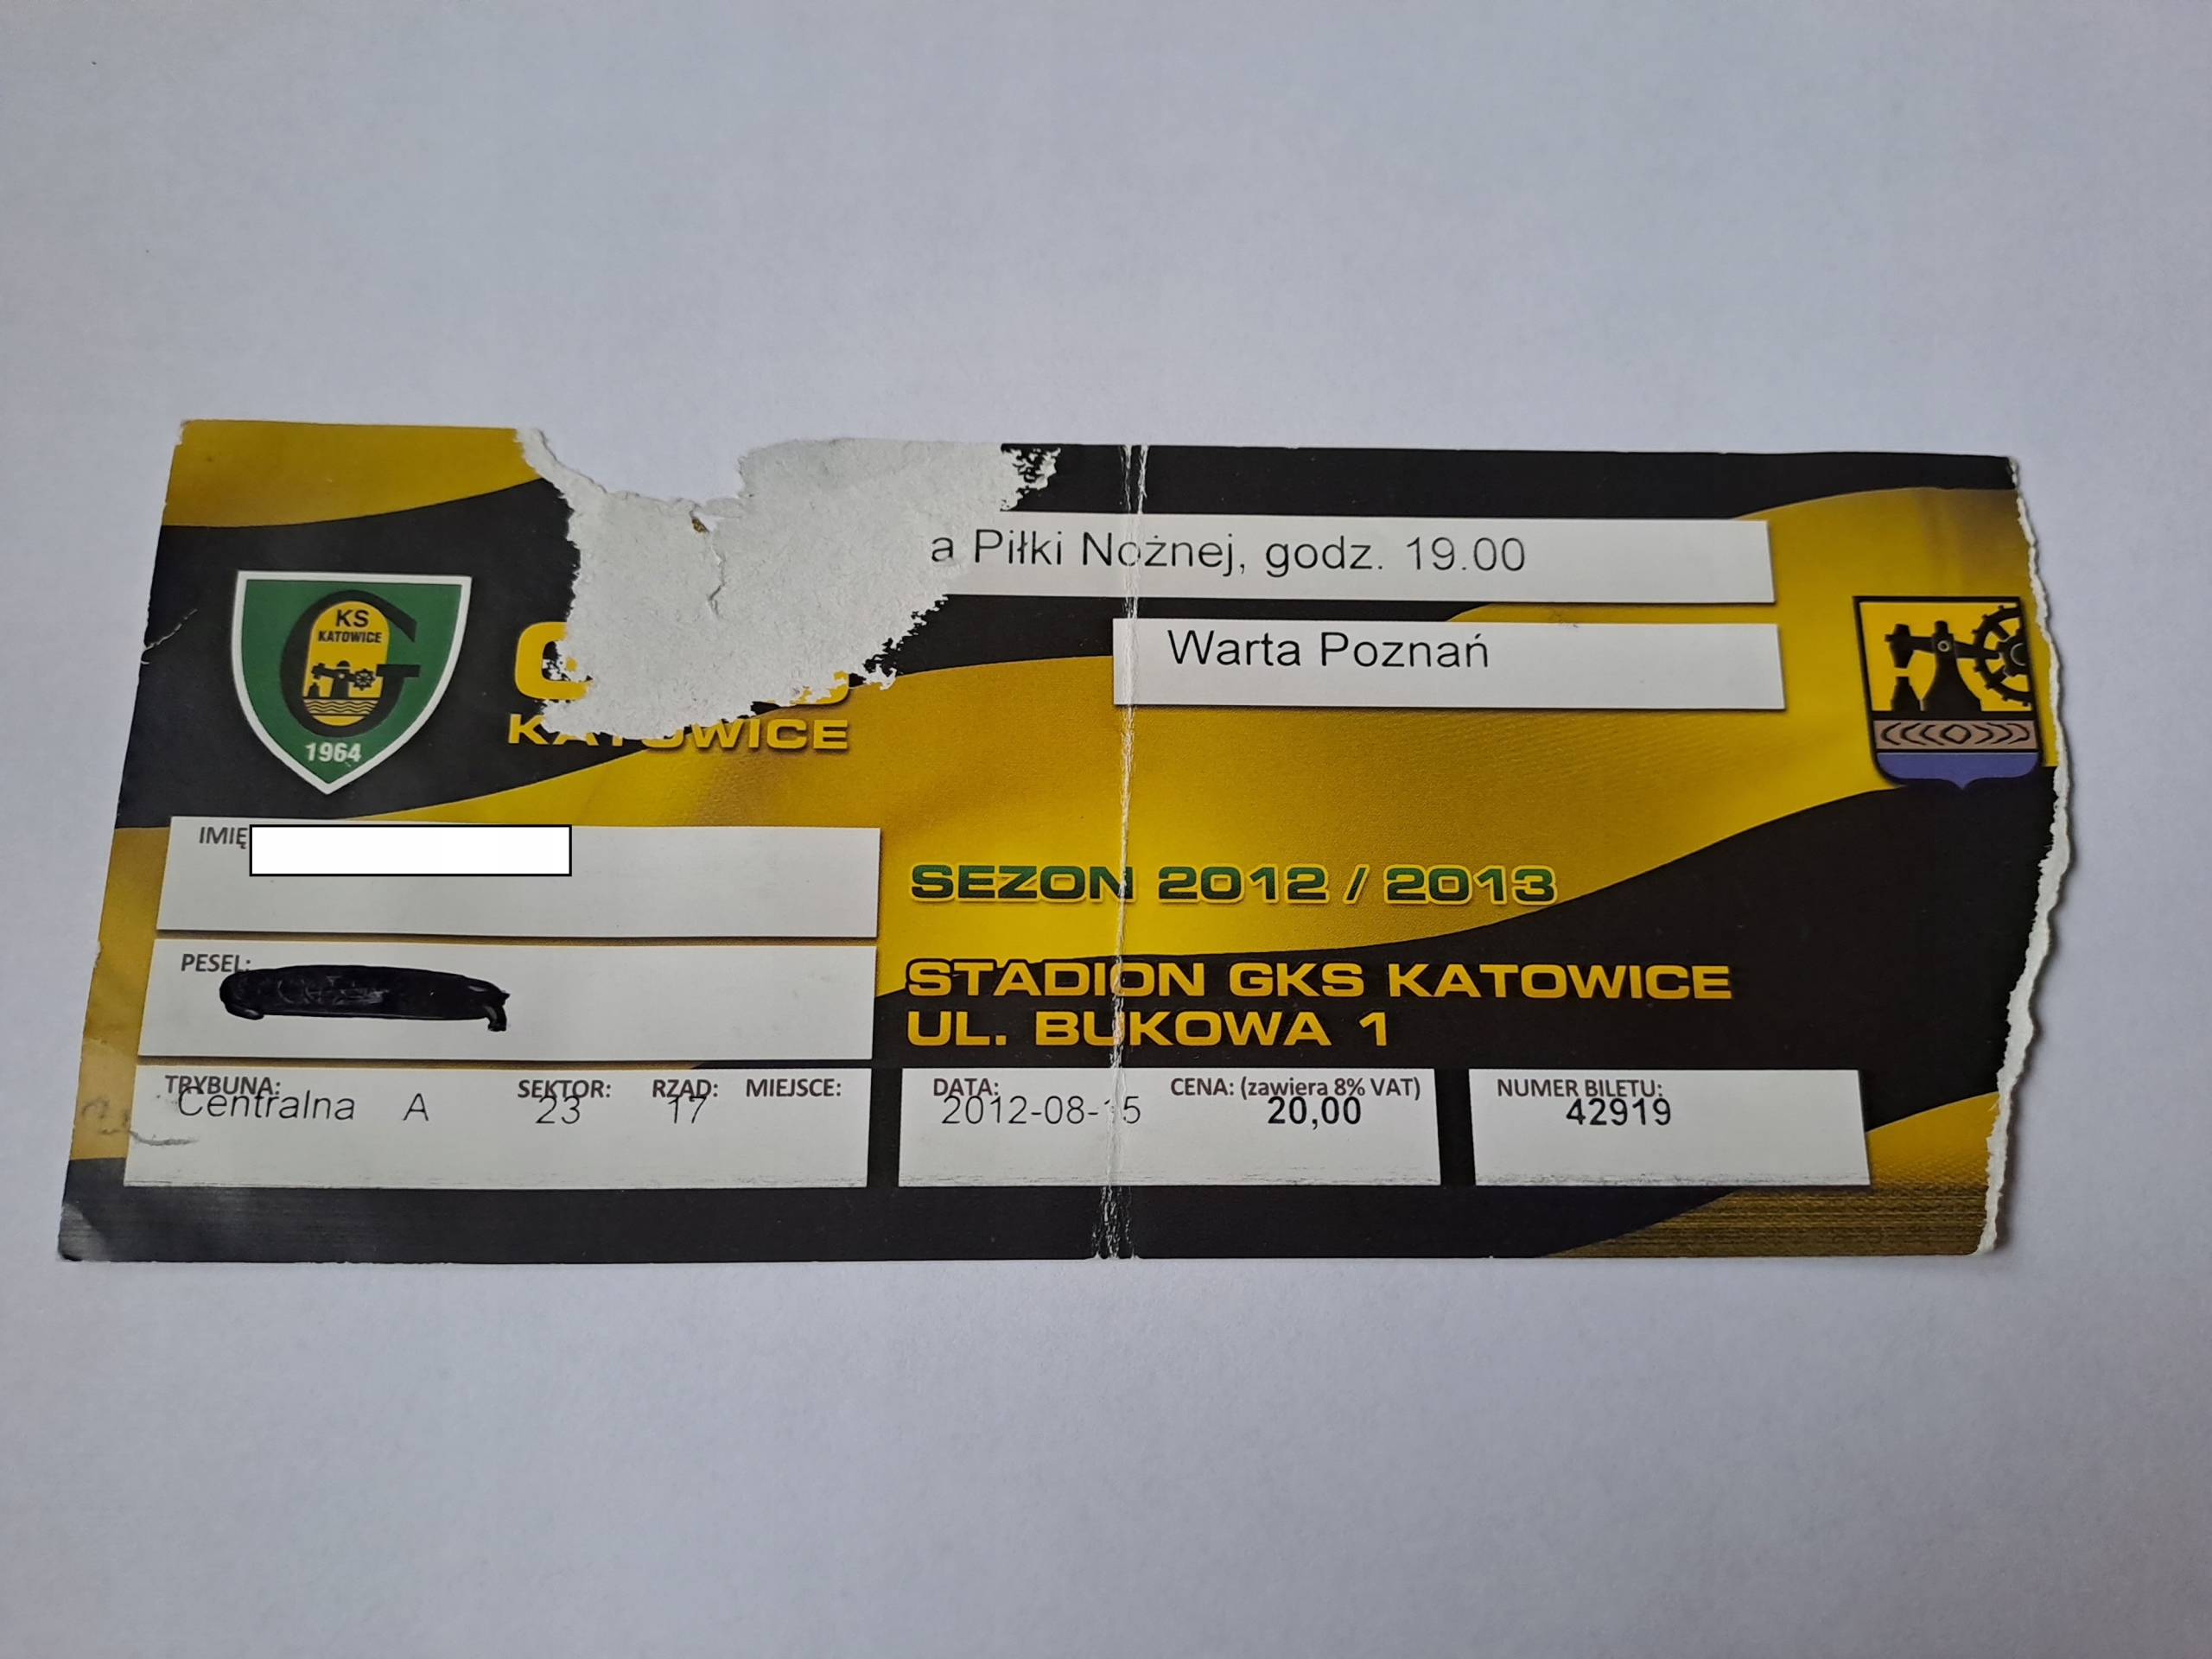 a Piłki Nożnej, godz. 19.00
Warta Poznań
KS
KATOWICE
G
1964
KATOWICE
IMIĘ
SEZON 2012 / 2013
PESEL:
STADION GKS KATOWICE
UL. BUKOWA 1
TRYBUNA: SEKTOR: RZĄD: MIEJSCE:
Centralna A 23 17
DATA: CENA: (zawiera 8% VAT)
2012-08-15 20,00
NUMER BILETU:
42919